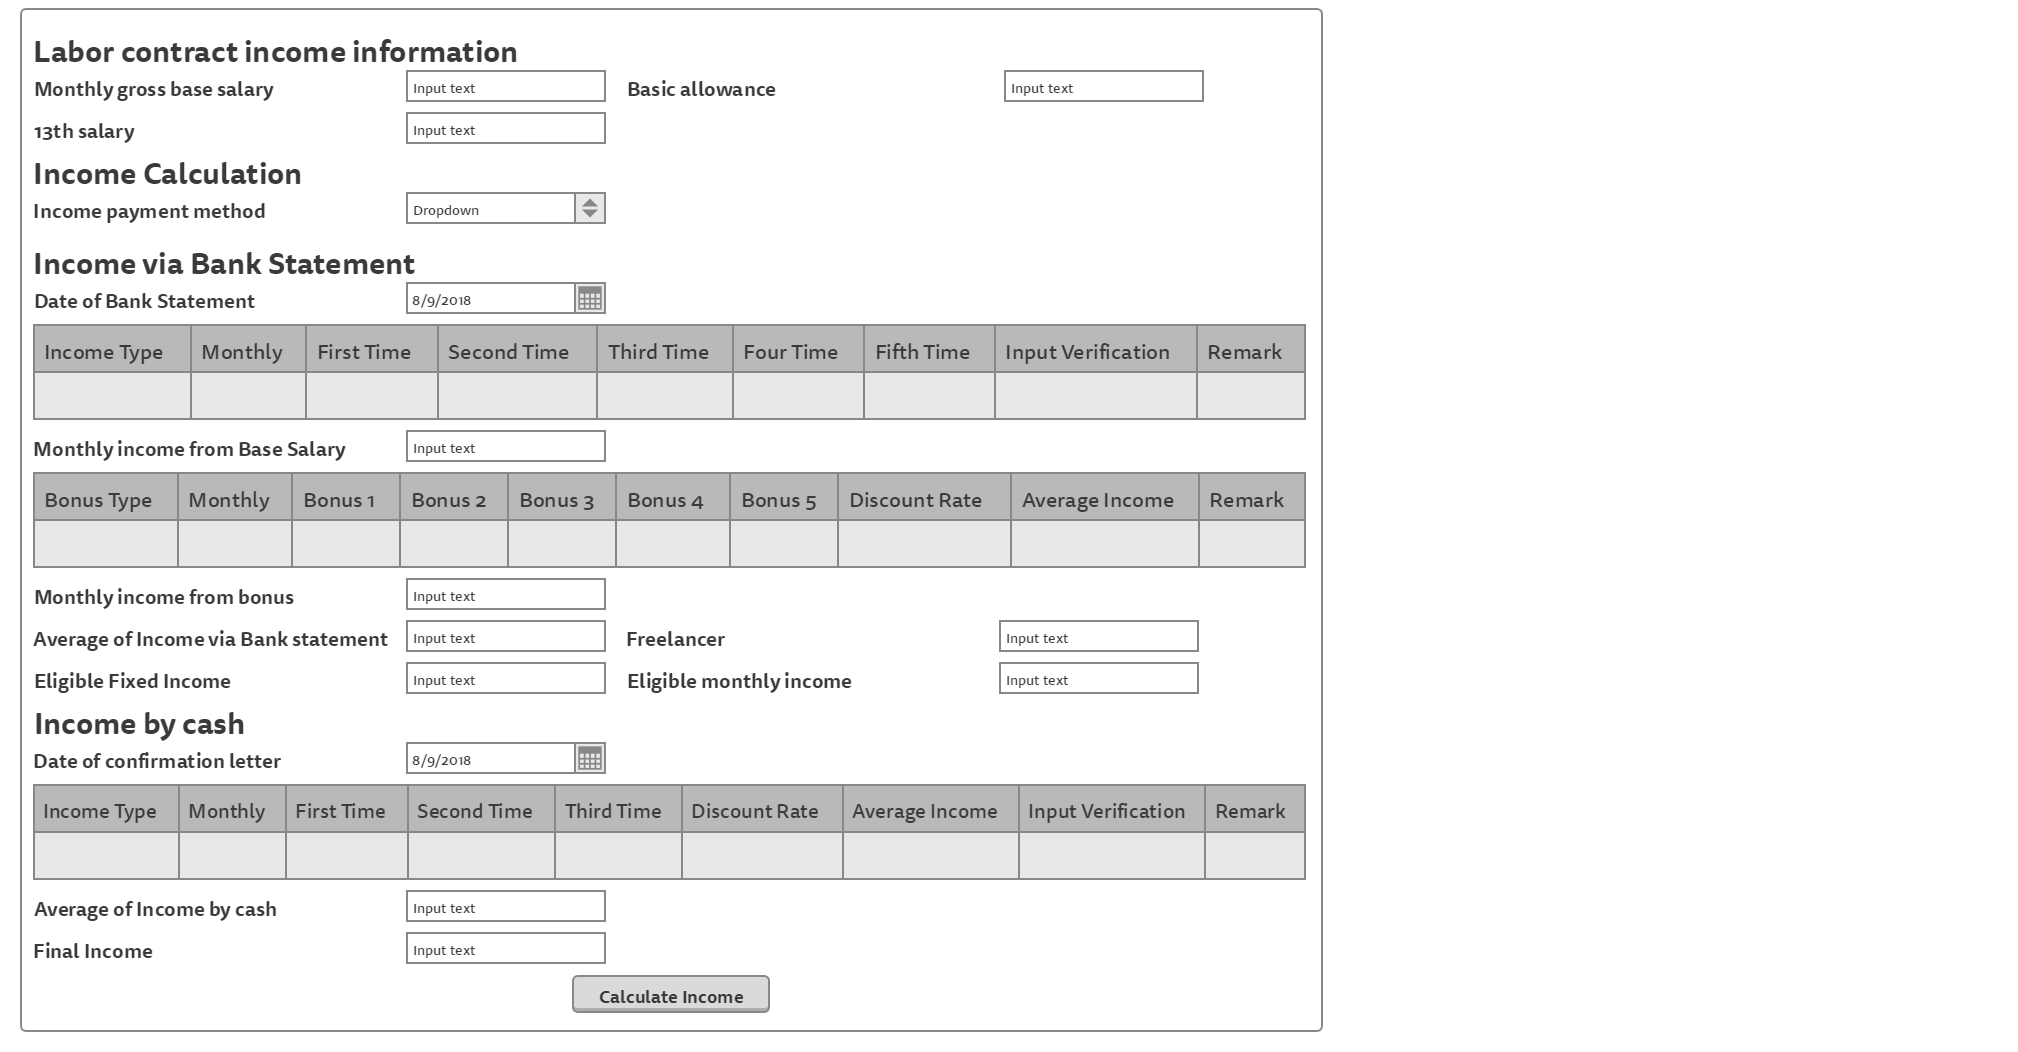 Labor contract income information
Monthly gross base salary Input text Basic allowance Input text
13th salary Input text
Income Calculation
Income payment method Dropdown
Income via Bank Statement
Date of Bank Statement 8/9/2018
Income Type Monthly First Time Second Time Third Time Four Time Fifth Time Input Verification Remark
Monthly income from Base Salary Input text
Bonus Type Monthly Bonus 1 Bonus 2 Bonus 3 Bonus 4 Bonus 5 Discount Rate Average Income Remark
Monthly income from bonus Input text
Average of Income via Bank statement Input text Freelancer Input text
Eligible Fixed Income Input text Eligible monthly income Input text
Income by cash
Date of confirmation letter 8/9/2018
Income Type Monthly First Time Second Time Third Time Discount Rate Average Income Input Verification Remark
Average of Income by cash Input text
Final Income Input text
Calculate Income